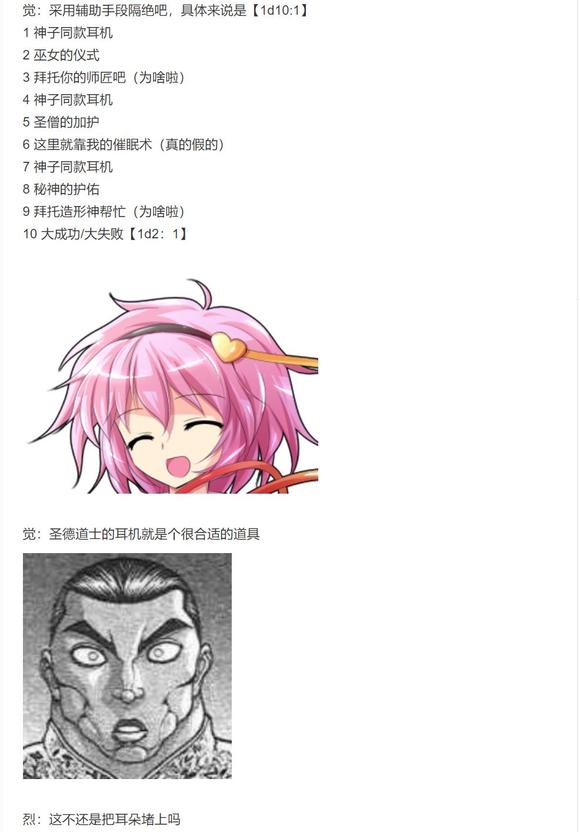 觉：采用辅助手段隔绝吧，具体来说是【1d10:1】
1 神子同款耳机
2 巫女的仪式
3 拜托你的师匠吧（为啥啦）
4 神子同款耳机
5 圣僧的加护
6 这里就靠我的催眠术（真的假的）
7 神子同款耳机
8 秘神的护佑
9 拜托造形神帮忙（为啥啦）
10 大成功/大失败【1d2：1】
觉：圣德道士的耳机就是个很合适的道具
烈：这不还是把耳朵堵上吗